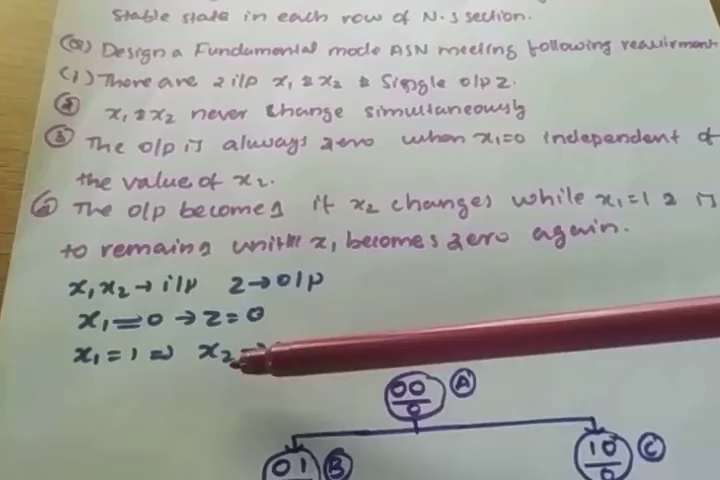 stable state in each row of N.S section.
(Q) Design a Fundamental mode ASN meeting following reauirment
(1) There are 2 i/p x₁ & x₂ & Single o/p Z.
② x₁ & x₂ never change simultaneously
③ The o/p is always zero when x₁=0 independent of
the value of x₂.
④ The o/p becomes 1 if x₂ changes while x₁=1 & is
to remaing until x₁ becomes zero again.
x₁ x₂ → i/p Z → o/p
x₁ = 0 → Z = 0
x₁ = 1 ⇒ x₂
00 Ⓐ
0
01 Ⓑ 10 Ⓒ
0